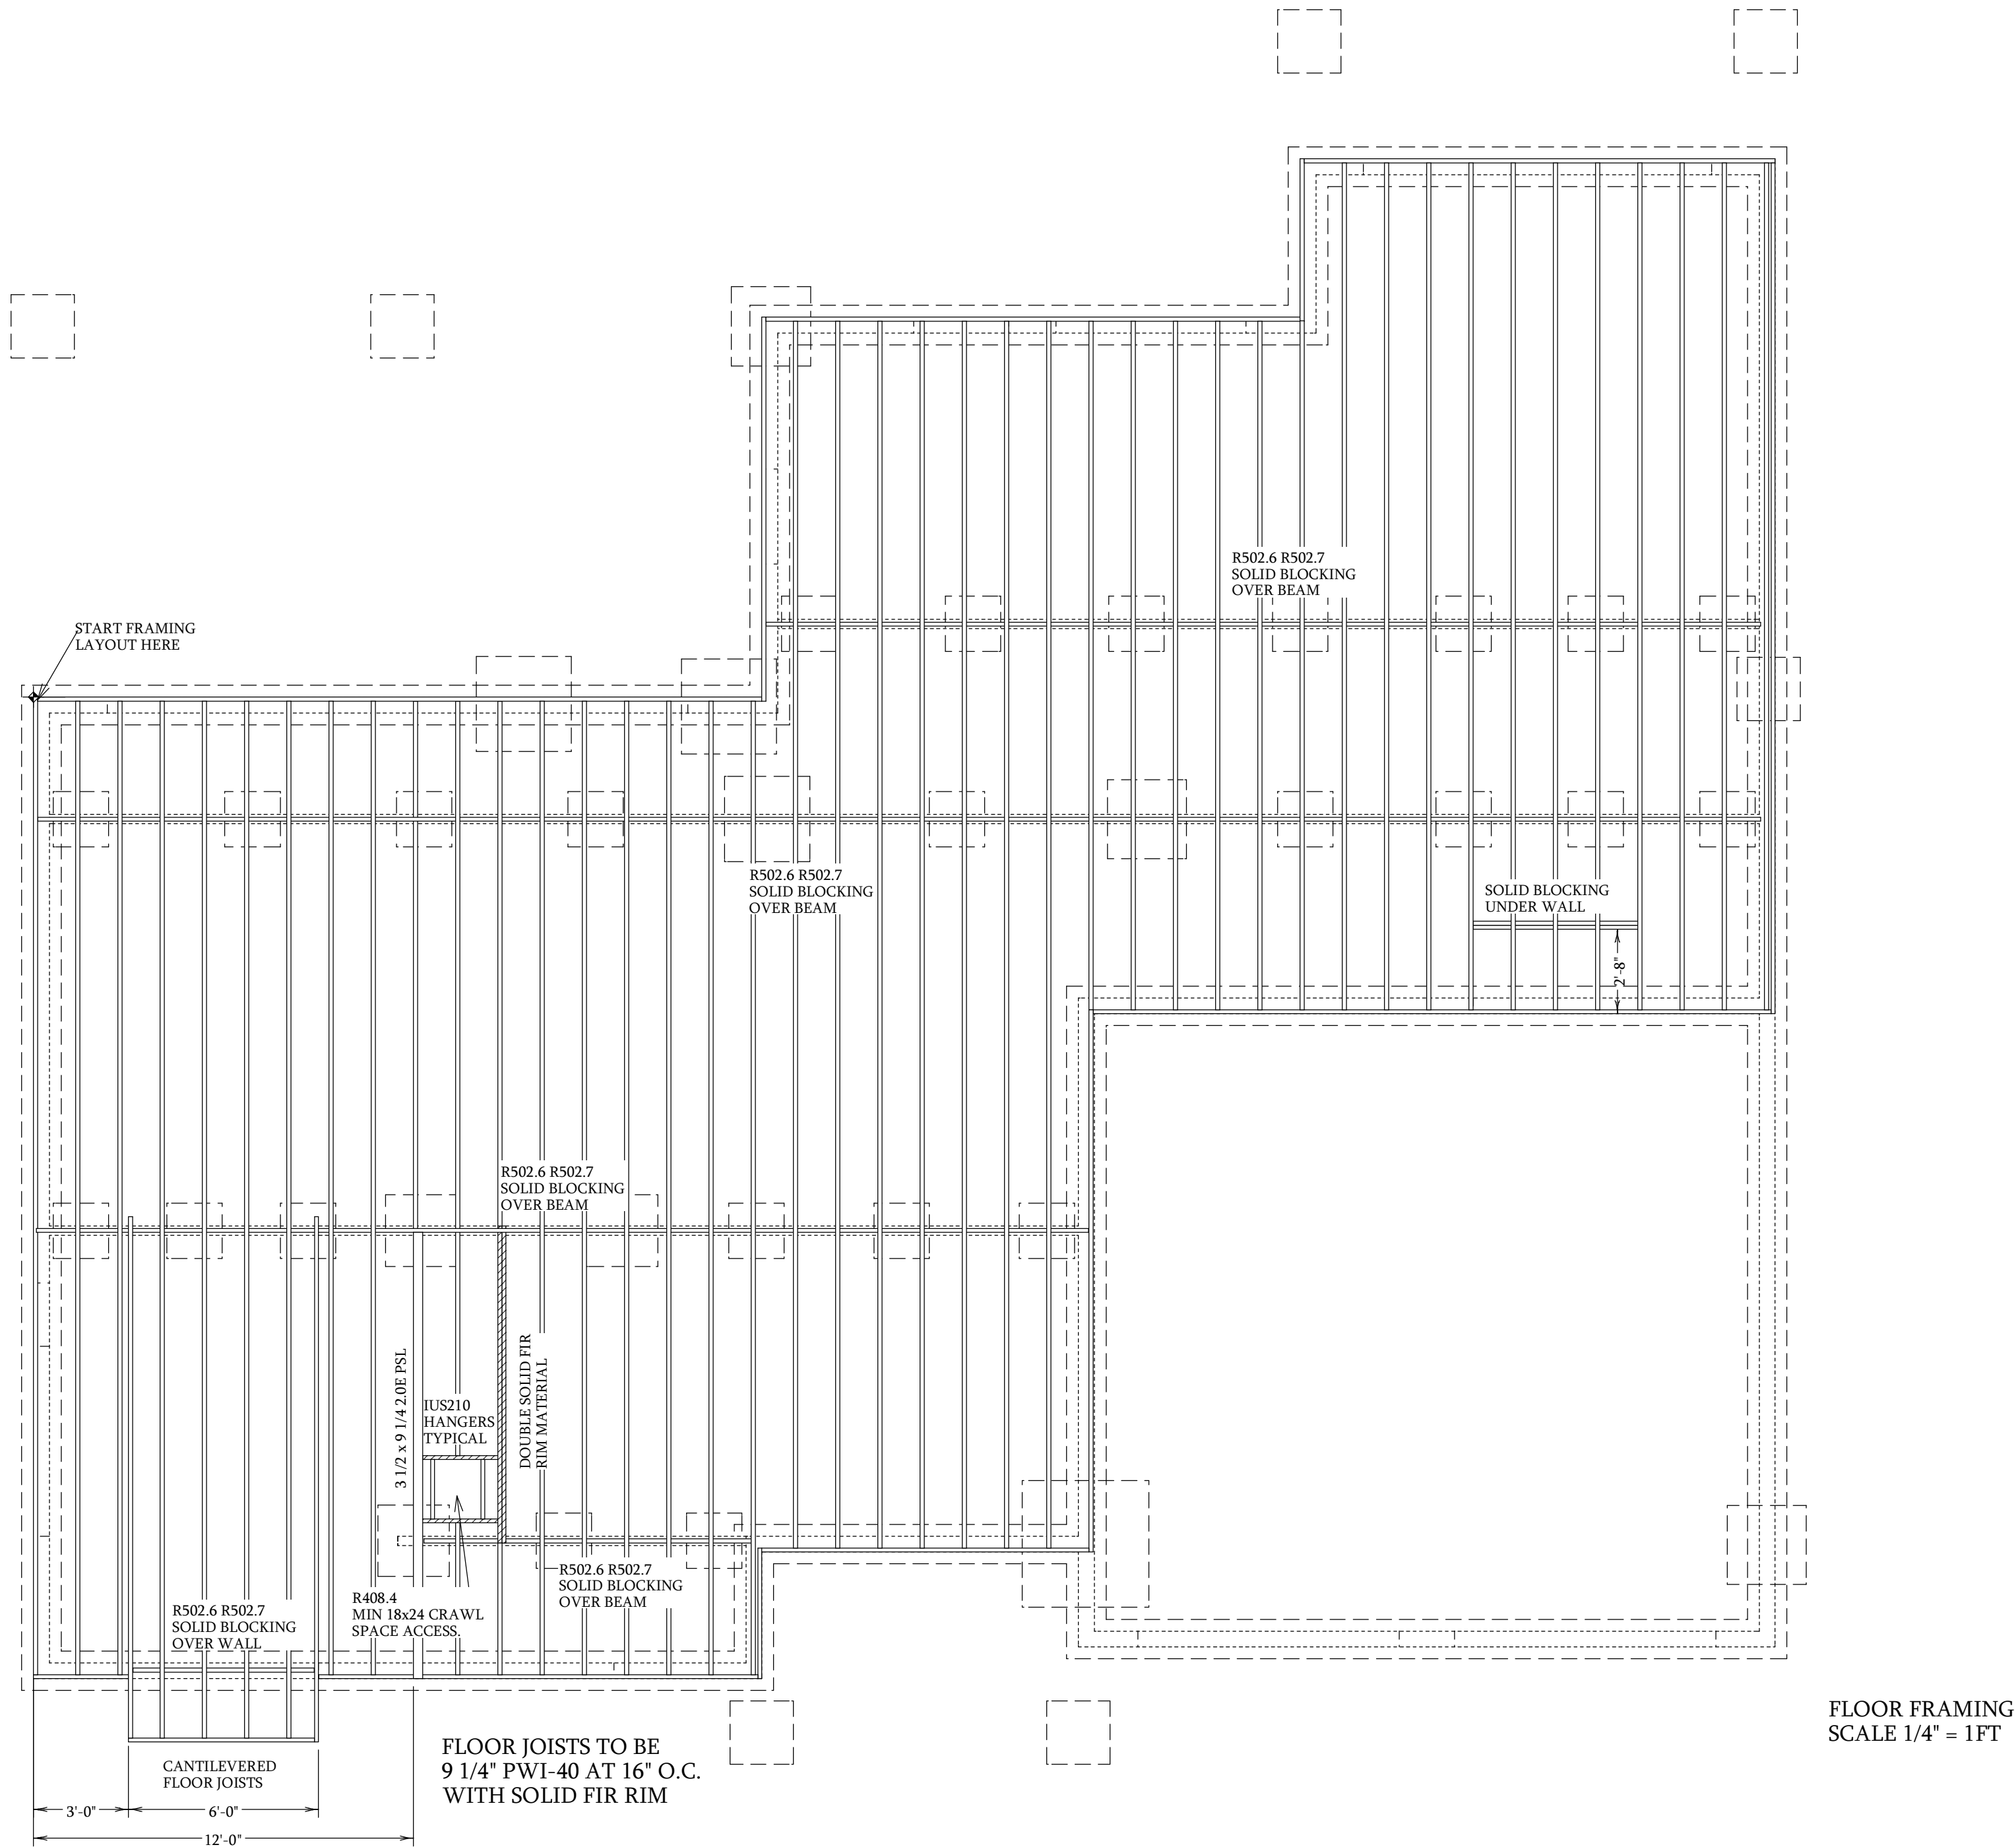 R502.6 R502.7
SOLID BLOCKING
OVER BEAM
START FRAMING
LAYOUT HERE
R502.6 R502.7
SOLID BLOCKING
OVER BEAM
SOLID BLOCKING
UNDER WALL
2'-8"
R502.6 R502.7
SOLID BLOCKING
OVER BEAM
3 1/2 x 9 1/4 2.0E PSL
IUS210
HANGERS
TYPICAL
DOUBLE SOLID FIR
RIM MATERIAL
R502.6 R502.7
SOLID BLOCKING
OVER BEAM
R408.4
MIN 18x24 CRAWL
SPACE ACCESS.
R502.6 R502.7
SOLID BLOCKING
OVER WALL
CANTILEVERED
FLOOR JOISTS
3'-0"
6'-0"
12'-0"
FLOOR JOISTS TO BE
9 1/4" PWI-40 AT 16" O.C.
WITH SOLID FIR RIM
FLOOR FRAMING
SCALE 1/4" = 1FT